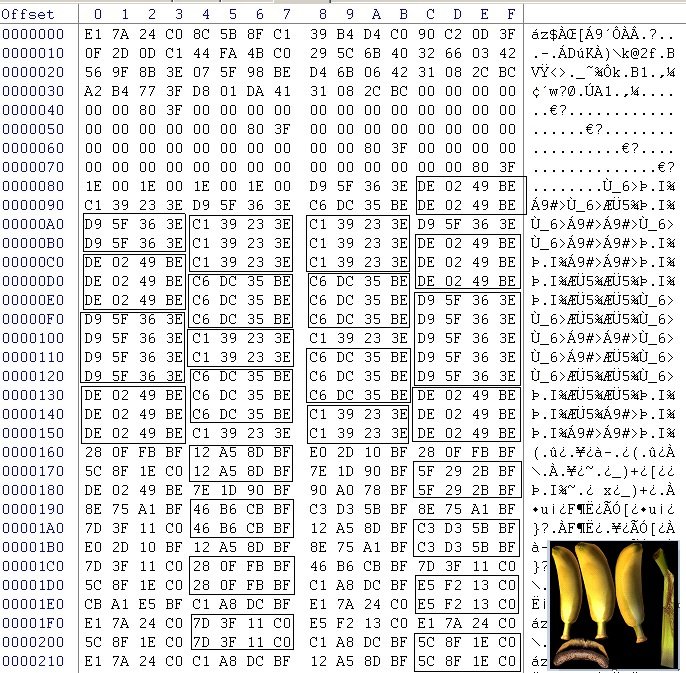 Offset 0 1 2 3 4 5 6 7 8 9 A B C D E F
0000000 E1 7A 24 C0 8C 5B 8F C1 39 B4 D4 C0 90 C2 0D 3F áz$ÀŒ[Á9´ÔÀÂ.?
0000010 0F 2D 0D C1 44 FA 4B C0 29 5C 6B 40 32 66 03 42 .-.ÁDúKÀ)\k@2f.B
0000020 56 9F 8B 3E 07 5F 98 BE D4 6B 06 42 31 08 2C BC VŸ<>._˜¾Ôk.B1.,¼
0000030 A2 B4 77 3F D8 01 DA 41 31 08 2C BC 00 00 00 00 ¢´w?Ø.ÚA1.,¼....
0000040 00 00 80 3F 00 00 00 00 00 00 00 00 00 00 00 00 ..€?............
0000050 00 00 00 00 00 00 80 3F 00 00 00 00 00 00 00 00 ......€?........
0000060 00 00 00 00 00 00 00 00 00 00 80 3F 00 00 00 00 ..........€?....
0000070 00 00 00 00 00 00 00 00 00 00 00 00 00 00 80 3F ..............€?
0000080 1E 00 1E 00 1E 00 1E 00 D9 5F 36 3E DE 02 49 BE ........Ù_6>Þ.I¾
0000090 C1 39 23 3E D9 5F 36 3E C6 DC 35 BE DE 02 49 BE Á9#>Ù_6>ÆÜ5¾Þ.I¾
00000A0 D9 5F 36 3E C1 39 23 3E C1 39 23 3E D9 5F 36 3E Ù_6>Á9#>Á9#>Ù_6>
00000B0 D9 5F 36 3E C1 39 23 3E C1 39 23 3E DE 02 49 BE Ù_6>Á9#>Á9#>Þ.I¾
00000C0 DE 02 49 BE C1 39 23 3E C1 39 23 3E DE 02 49 BE Þ.I¾Á9#>Á9#>Þ.I¾
00000D0 DE 02 49 BE C6 DC 35 BE C6 DC 35 BE DE 02 49 BE Þ.I¾ÆÜ5¾ÆÜ5¾Þ.I¾
00000E0 DE 02 49 BE C6 DC 35 BE C6 DC 35 BE D9 5F 36 3E Þ.I¾ÆÜ5¾ÆÜ5¾Ù_6>
00000F0 D9 5F 36 3E C6 DC 35 BE C6 DC 35 BE D9 5F 36 3E Ù_6>ÆÜ5¾ÆÜ5¾Ù_6>
0000100 D9 5F 36 3E C1 39 23 3E C1 39 23 3E D9 5F 36 3E Ù_6>Á9#>Á9#>Ù_6>
0000110 D9 5F 36 3E C1 39 23 3E C6 DC 35 BE D9 5F 36 3E Ù_6>Á9#>ÆÜ5¾Ù_6>
0000120 D9 5F 36 3E C6 DC 35 BE C6 DC 35 BE D9 5F 36 3E Ù_6>ÆÜ5¾ÆÜ5¾Ù_6>
0000130 DE 02 49 BE C6 DC 35 BE C6 DC 35 BE DE 02 49 BE Þ.I¾ÆÜ5¾ÆÜ5¾Þ.I¾
0000140 DE 02 49 BE C6 DC 35 BE C1 39 23 3E DE 02 49 BE Þ.I¾ÆÜ5¾Á9#>Þ.I¾
0000150 DE 02 49 BE C1 39 23 3E C1 39 23 3E DE 02 49 BE Þ.I¾Á9#>Á9#>Þ.I¾
0000160 28 0F FB BF 12 A5 8D BF E0 2D 10 BF 28 0F FB BF
0000170 5C 8F 1E C0 12 A5 8D BF 7E 1D 90 BF 5F 29 2B BF
0000180 DE 02 49 BE 7E 1D 90 BF 90 A0 78 BF 5F 29 2B BF
0000190 8E 75 A1 BF 46 B6 CB BF C3 D3 5B BF 8E 75 A1 BF
00001A0 7D 3F 11 C0 46 B6 CB BF 12 A5 8D BF C3 D3 5B BF
00001B0 E0 2D 10 BF 12 A5 8D BF 8E 75 A1 BF C3 D3 5B BF
00001C0 7D 3F 11 C0 28 0F FB BF 46 B6 CB BF 7D 3F 11 C0
00001D0 5C 8F 1E C0 28 0F FB BF C1 A8 DC BF E5 F2 13 C0
00001E0 CB A1 E5 BF C1 A8 DC BF E1 7A 24 C0 E5 F2 13 C0
00001F0 E1 7A 24 C0 7D 3F 11 C0 E5 F2 13 C0 E1 7A 24 C0
0000200 5C 8F 1E C0 7D 3F 11 C0 C1 A8 DC BF 5C 8F 1E C0
0000210 E1 7A 24 C0 C1 A8 DC BF 12 A5 8D BF 5C 8F 1E C0